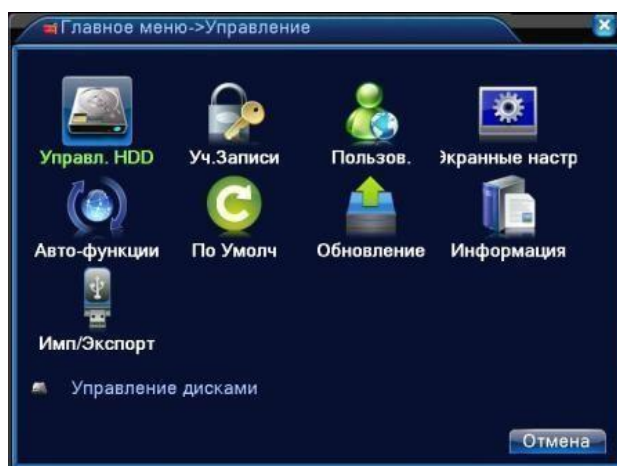 Главное меню->Управление
Управл. HDD Уч.Записи Пользов. Экранные настр
Авто-функции По Умолч Обновление Информация
Имп/Экспорт
Управление дисками
Отмена